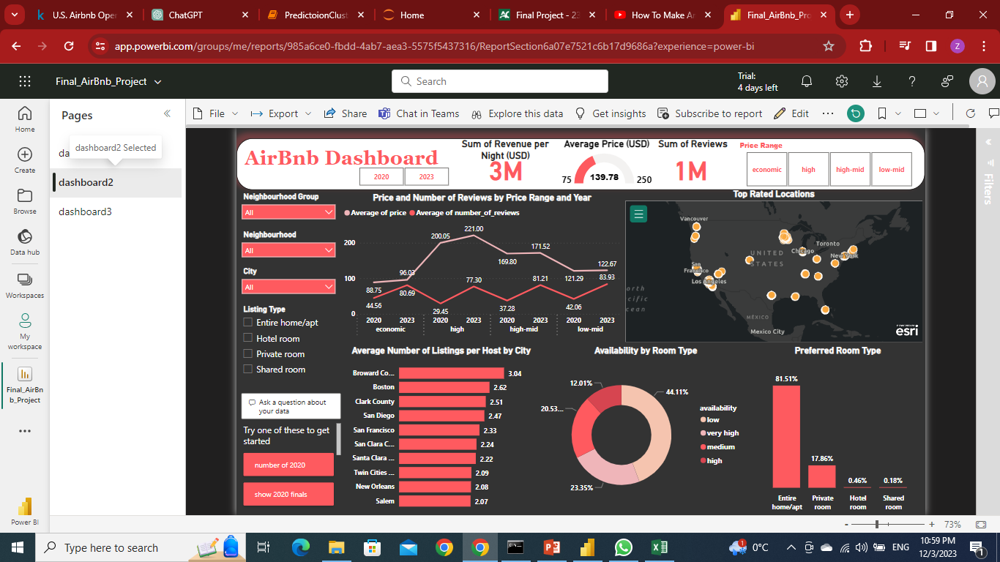 U.S. Airbnb Oper
ChatGPT
PredictoionClust
Home
Final Project - 23
How To Make An
Final_AirBnb_Pro
app.powerbi.com/groups/me/reports/985a6ce0-fbdd-4ab7-aea3-5575f5437316/ReportSection6a07e7521c6b17d9686a?experience=power-bi
Z
Final_AirBnb_Project
Search
Trial:
4 days left
Home
Create
Browse
Data hub
Workspaces
My
workspace
Final_AirBn
b_Project
Power BI
Pages
da
dashboard2 Selected
dashboard2
dashboard3
File
Export
Share
Chat in Teams
Explore this data
Get insights
Subscribe to report
Edit
AirBnb Dashboard
2020
2023
Sum of Revenue per
Night (USD)
3M
Average Price (USD)
75
139.78
250
Sum of Reviews
1M
Price Range
economic
high
high-mid
low-mid
Filters
Neighbourhood Group
All
Neighbourhood
All
City
All
Listing Type
Entire home/apt
Hotel room
Private room
Shared room
Ask a question about
your data
Try one of these to get
started
number of 2020
show 2020 finals
Price and Number of Reviews by Price Range and Year
Average of price
Average of number_of_reviews
200
100
0
88.75
96.03
200.05
221.00
169.80
171.52
121.29
122.67
44.56
80.69
29.45
77.30
37.28
81.21
42.06
83.93
2020
2023
2020
2023
2020
2023
2020
2023
economic
high
high-mid
low-mid
Top Rated Locations
Vancouver
Toronto
UNITED
STATES
Chicago
New York
San
Francisco
Los Angeles
orth
cific
cean
MÉXICO
Mexico City
POWERED BY
esri
Average Number of Listings per Host by City
Broward Co... 3.04
Boston 2.62
Clark County 2.51
San Diego 2.47
San Francisco 2.33
San Clara C... 2.24
Santa Clara ... 2.22
Twin Cities ... 2.09
New Orleans 2.08
Salem 2.07
Availability by Room Type
12.01%
44.11%
20.53...
23.35%
availability
low
very high
medium
high
Preferred Room Type
81.51%
17.86%
0.46%
0.18%
Entire
home/apt
Private
room
Hotel
room
Shared
room
- + 73%
Type here to search
1
0°C
ENG
10:59 PM
12/3/2023
1